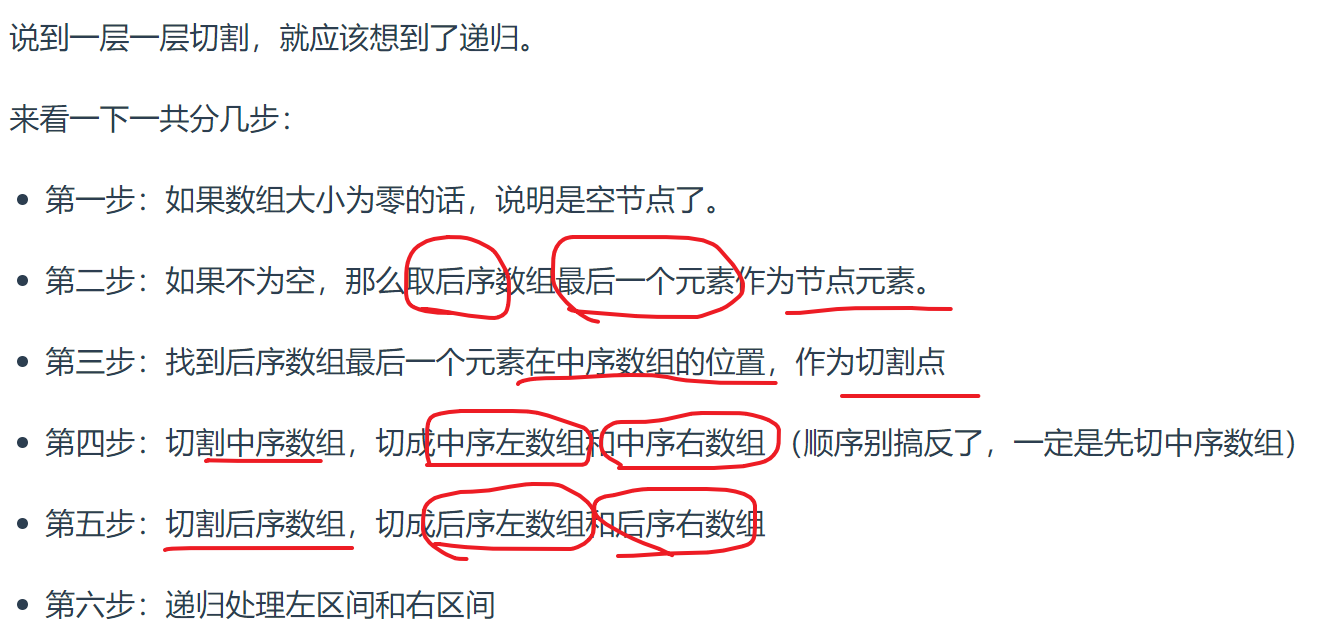 说到一层一层切割，就应该想到了递归。
来看一下一共分几步：
第一步：如果数组大小为零的话，说明是空节点了。
第二步：如果不为空，那么取后序数组最后一个元素作为节点元素。
第三步：找到后序数组最后一个元素在中序数组的位置，作为切割点
第四步：切割中序数组，切成中序左数组和中序右数组（顺序别搞反了，一定是先切中序数组）
第五步：切割后序数组，切成后序左数组和后序右数组
第六步：递归处理左区间和右区间